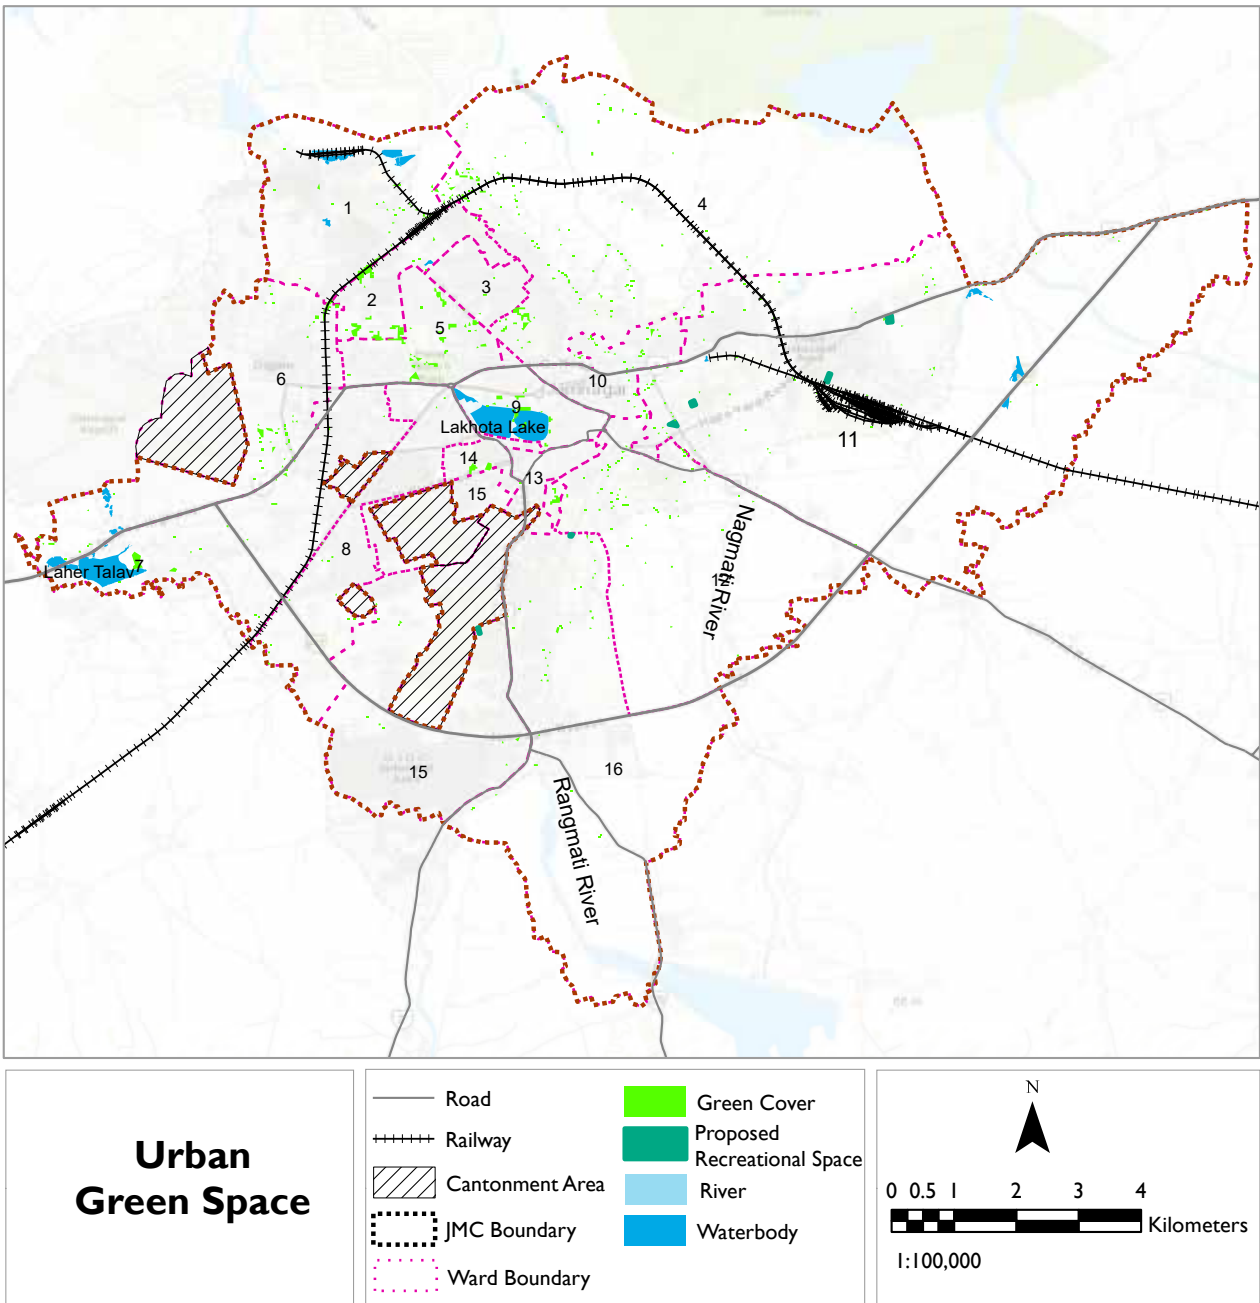 1
4
2
3
5
6
10
9
Lakhota Lake
11
14
13
15
8
7
Laher Talav
Nagmati River
15
16
Rangmati River
Urban
Green Space
Road
Railway
Cantonment Area
JMC Boundary
Ward Boundary
Green Cover
Proposed
Recreational Space
River
Waterbody
N
0 0.5 1 2 3 4
Kilometers
1:100,000